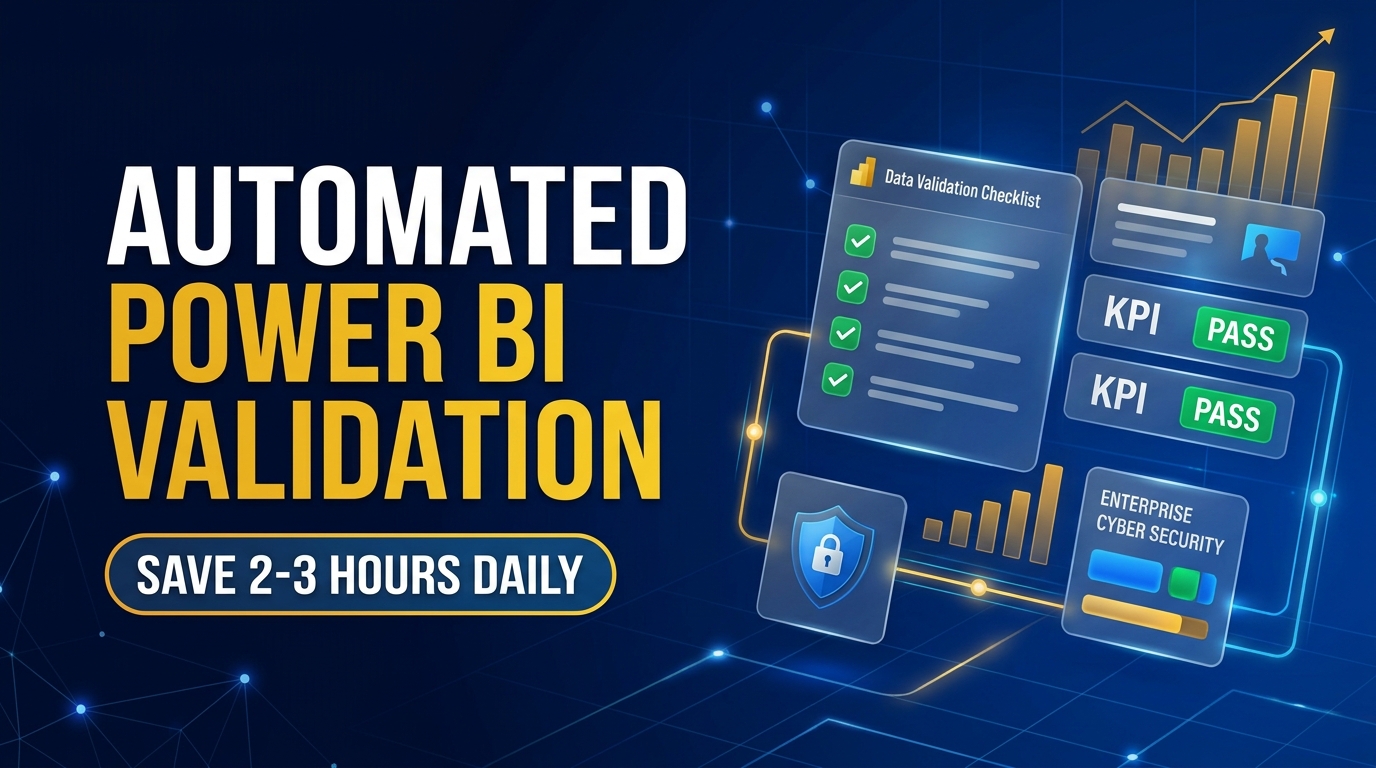 AUTOMATED
POWER BI
VALIDATION
SAVE 2-3 HOURS DAILY
Data Validation Checklist
KPI PASS
KPI PASS
ENTERPRISE
CYBER SECURITY